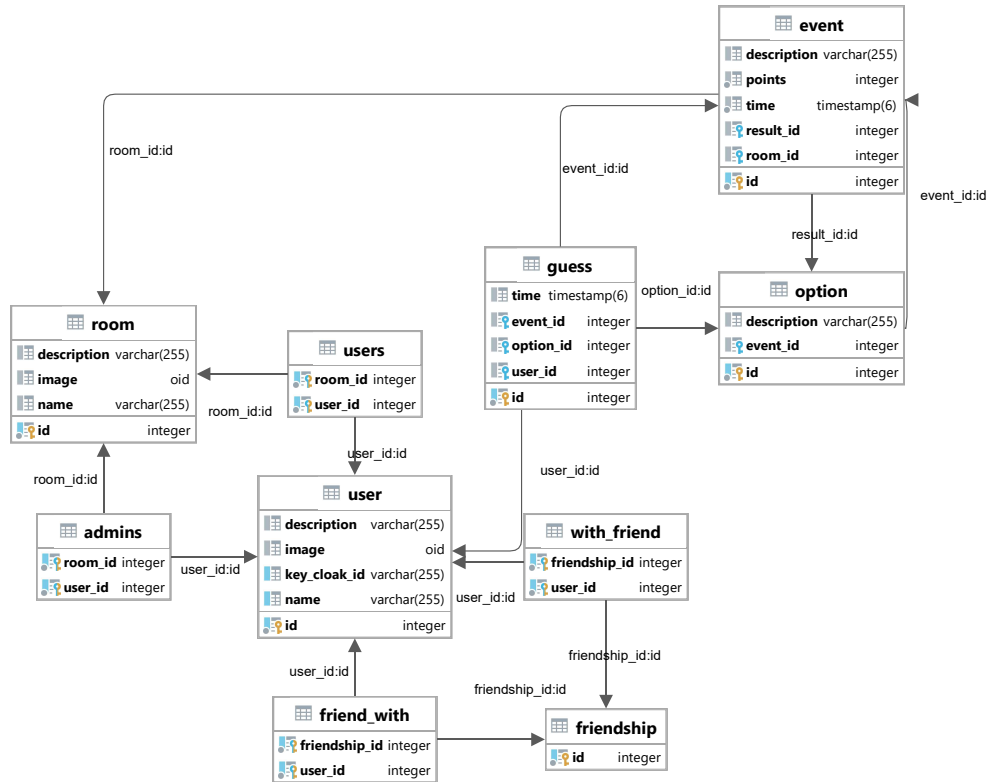 event
description varchar(255)
points integer
time timestamp(6)
result_id integer
room_id integer
id integer
room_id:id
event_id:id
event_id:id
result_id:id
guess
time timestamp(6)
event_id integer
option_id integer
user_id integer
id integer
option_id:id
option
description varchar(255)
event_id integer
id integer
room
description varchar(255)
image oid
name varchar(255)
id integer
users
room_id integer
user_id integer
room_id:id
user_id:id
user_id:id
room_id:id
user
description varchar(255)
image oid
key_cloak_id varchar(255)
name varchar(255)
id integer
admins
room_id integer
user_id integer
user_id:id
with_friend
friendship_id integer
user_id integer
user_id:id
friendship_id:id
user_id:id
friendship_id:id
friend_with
friendship_id integer
user_id integer
friendship
id integer